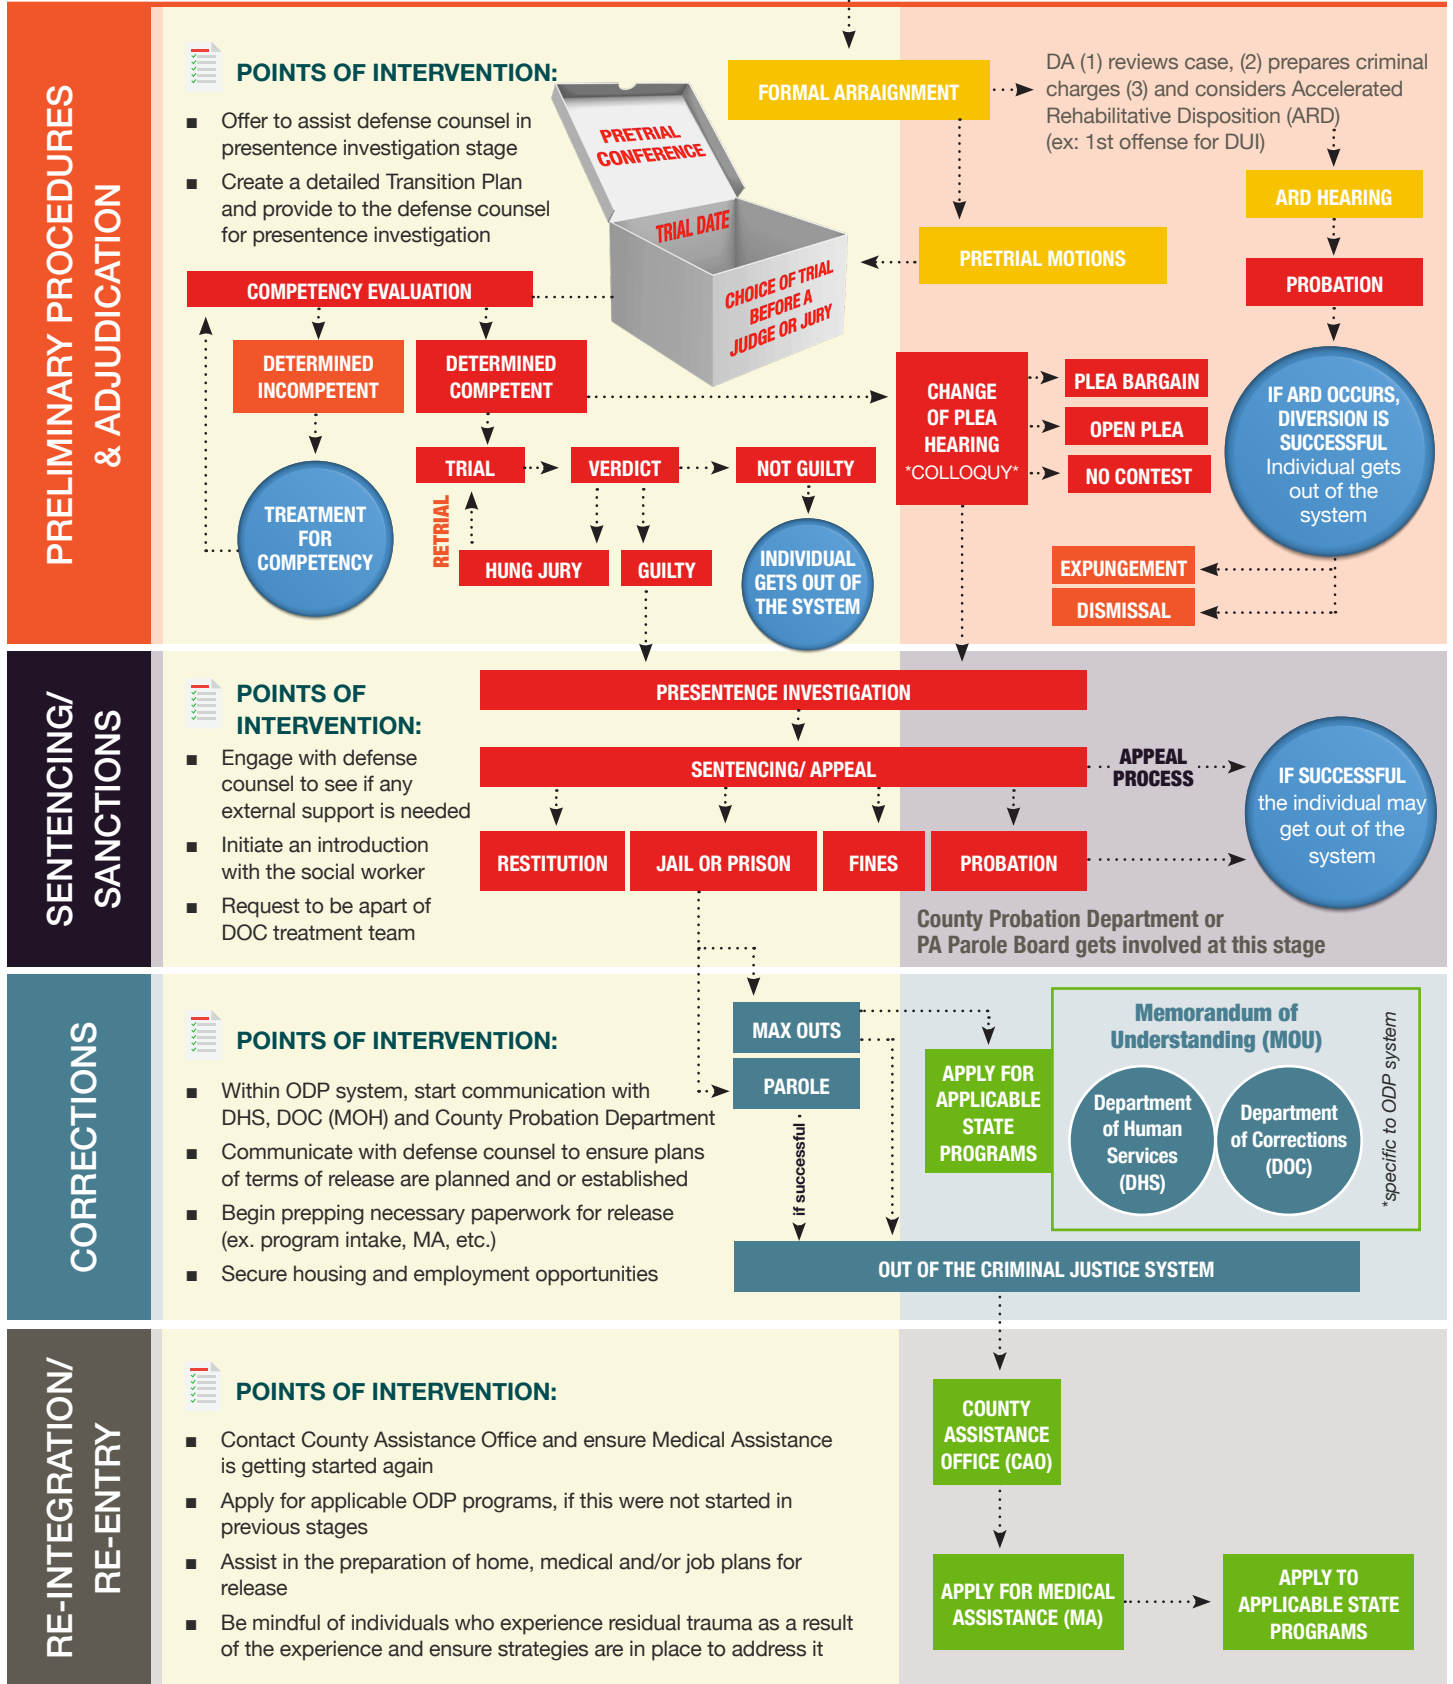 PRELIMINARY PROCEDURES
& ADJUDICATION
POINTS OF INTERVENTION:
■ Offer to assist defense counsel in
presentence investigation stage
■ Create a detailed Transition Plan
and provide to the defense counsel
for presentence investigation
PRETRIAL
CONFERENCE
TRIAL DATE
CHOICE OF TRIAL
BEFORE A
JUDGE OR JURY
FORMAL ARRAIGNMENT
DA (1) reviews case, (2) prepares criminal
charges (3) and considers Accelerated
Rehabilitative Disposition (ARD)
(ex: 1st offense for DUI)
ARD HEARING
PRETRIAL MOTIONS
PROBATION
COMPETENCY EVALUATION
DETERMINED
INCOMPETENT
DETERMINED
COMPETENT
CHANGE
OF PLEA
HEARING
*COLLOQUY*
PLEA BARGAIN
OPEN PLEA
NO CONTEST
IF ARD OCCURS,
DIVERSION IS
SUCCESSFUL
Individual gets
out of the
system
TRIAL
VERDICT
NOT GUILTY
RETRIAL
TREATMENT
FOR
COMPETENCY
HUNG JURY
GUILTY
INDIVIDUAL
GETS OUT OF
THE SYSTEM
EXPUNGEMENT
DISMISSAL
SENTENCING/
SANCTIONS
POINTS OF
INTERVENTION:
■ Engage with defense
counsel to see if any
external support is needed
■ Initiate an introduction
with the social worker
■ Request to be apart of
DOC treatment team
PRESENTENCE INVESTIGATION
SENTENCING/ APPEAL
APPEAL
PROCESS
IF SUCCESSFUL
the individual may
get out of the
system
RESTITUTION
JAIL OR PRISON
FINES
PROBATION
County Probation Department or
PA Parole Board gets involved at this stage
CORRECTIONS
POINTS OF INTERVENTION:
■ Within ODP system, start communication with
DHS, DOC (MOH) and County Probation Department
■ Communicate with defense counsel to ensure plans
of terms of release are planned and or established
■ Begin prepping necessary paperwork for release
(ex. program intake, MA, etc.)
■ Secure housing and employment opportunities
MAX OUTS
PAROLE
if successful
APPLY FOR
APPLICABLE
STATE
PROGRAMS
Memorandum of
Understanding (MOU)
Department
of Human
Services
(DHS)
Department
of Corrections
(DOC)
*specific to ODP system
OUT OF THE CRIMINAL JUSTICE SYSTEM
RE-INTEGRATION/
RE-ENTRY
POINTS OF INTERVENTION:
■ Contact County Assistance Office and ensure Medical Assistance
is getting started again
■ Apply for applicable ODP programs, if this were not started in
previous stages
■ Assist in the preparation of home, medical and/or job plans for
release
■ Be mindful of individuals who experience residual trauma as a result
of the experience and ensure strategies are in place to address it
COUNTY
ASSISTANCE
OFFICE (CAO)
APPLY FOR MEDICAL
ASSISTANCE (MA)
APPLY TO
APPLICABLE STATE
PROGRAMS